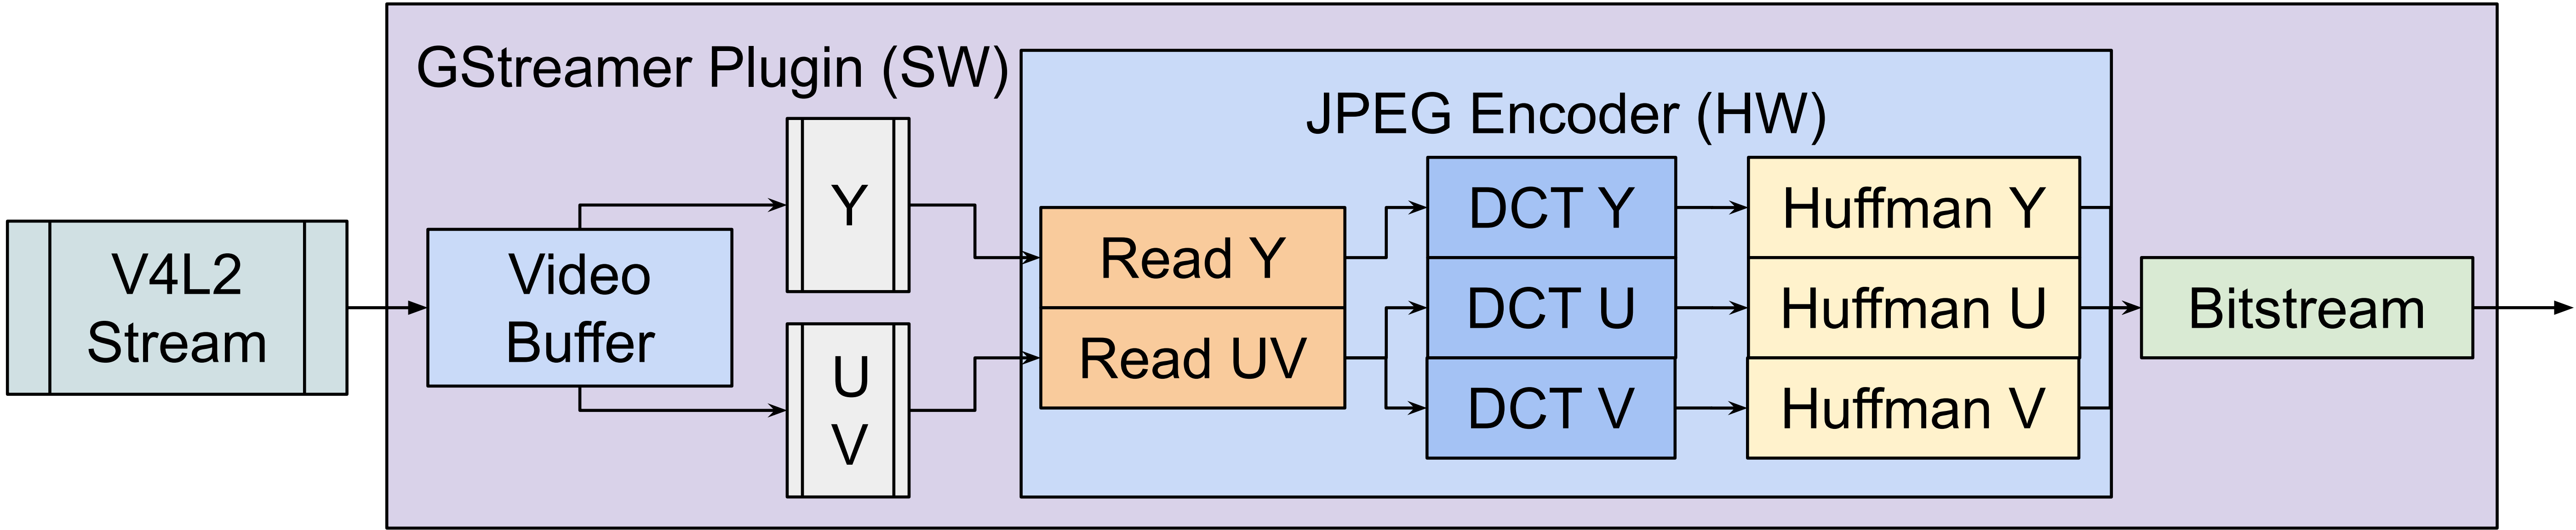 GStreamer Plugin (SW)
JPEG Encoder (HW)
V4L2
Stream
Video
Buffer
Y
U
V
Read Y
Read UV
DCT Y
DCT U
DCT V
Huffman Y
Huffman U
Huffman V
Bitstream